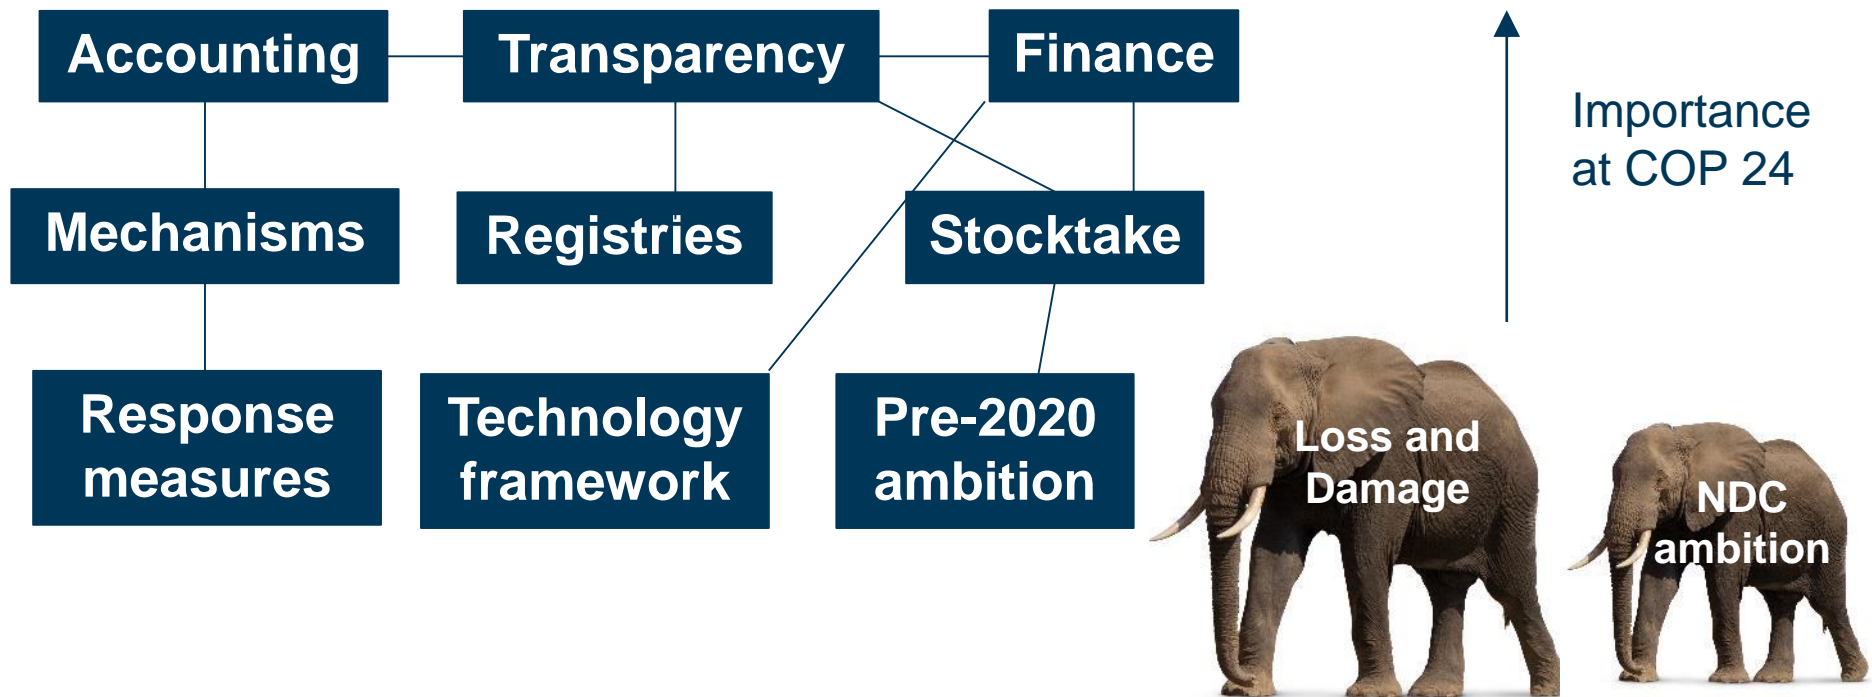 Accounting
Transparency
Finance
Importance
at COP 24
Mechanisms
Registries
Stocktake
Response
measures
Technology
framework
Pre-2020
ambition
Loss and
Damage
NDC
ambition